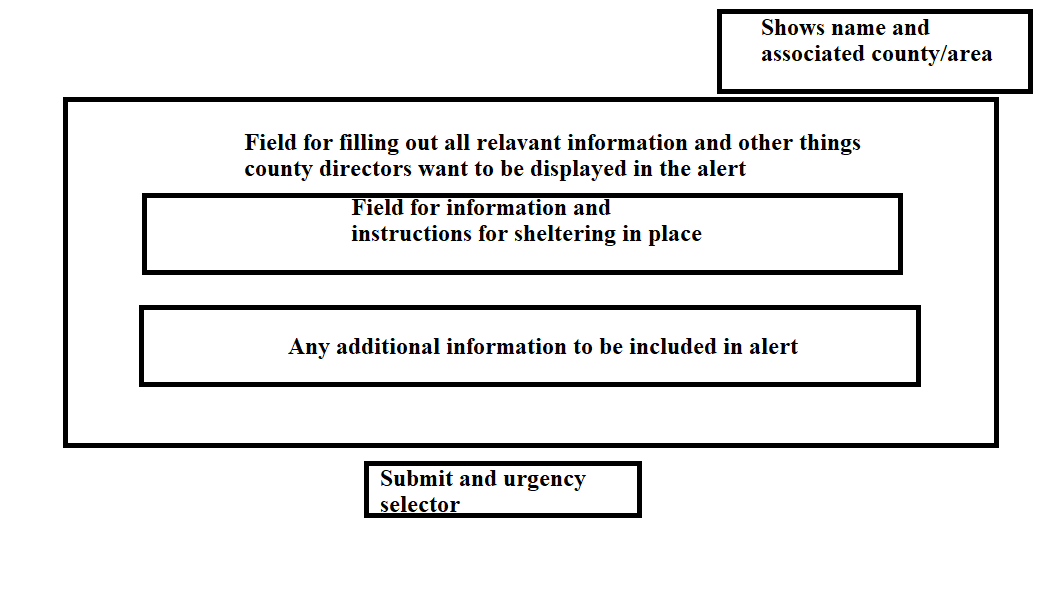 Shows name and
associated county/area
Field for filling out all relavant information and other things
county directors want to be displayed in the alert
Field for information and
instructions for sheltering in place
Any additional information to be included in alert
Submit and urgency
selector